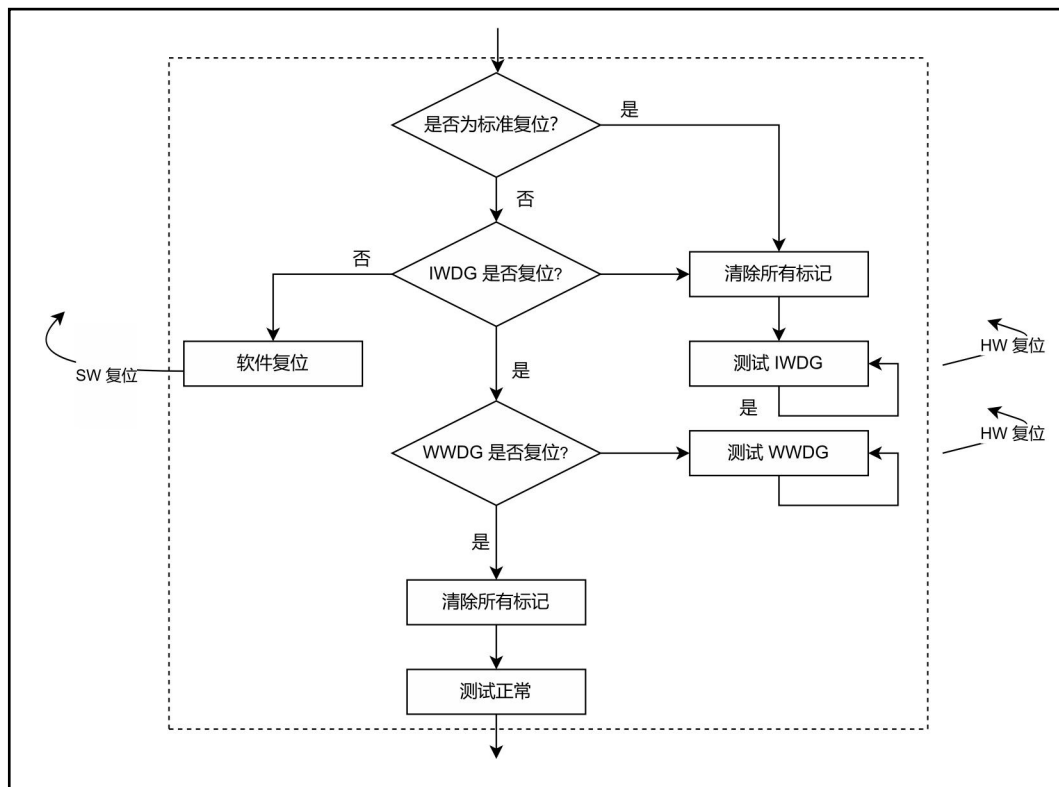 是否为标准复位?
是
否
IWDG 是否复位?
否
清除所有标记
软件复位
SW 复位
测试 IWDG
HW 复位
是
是
WWDG 是否复位?
测试 WWDG
HW 复位
是
清除所有标记
测试正常